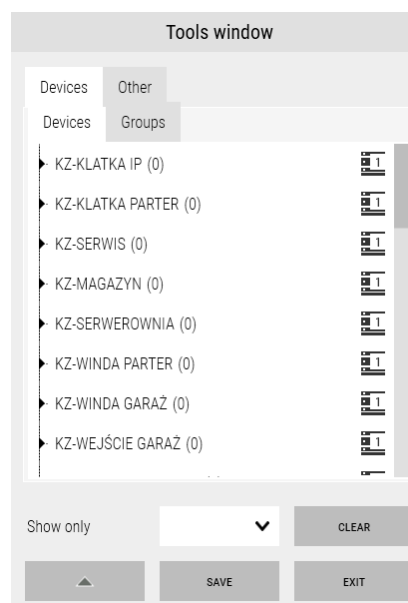 Tools window
Devices Other
Devices Groups
KZ-KLATKA IP (0) 1
KZ-KLATKA PARTER (0) 1
KZ-SERWIS (0) 1
KZ-MAGAZYN (0) 1
KZ-SERWEROWNIA (0) 1
KZ-WINDA PARTER (0) 1
KZ-WINDA GARAŻ (0) 1
KZ-WEJŚCIE GARAŻ (0) 1
Show only CLEAR
SAVE EXIT